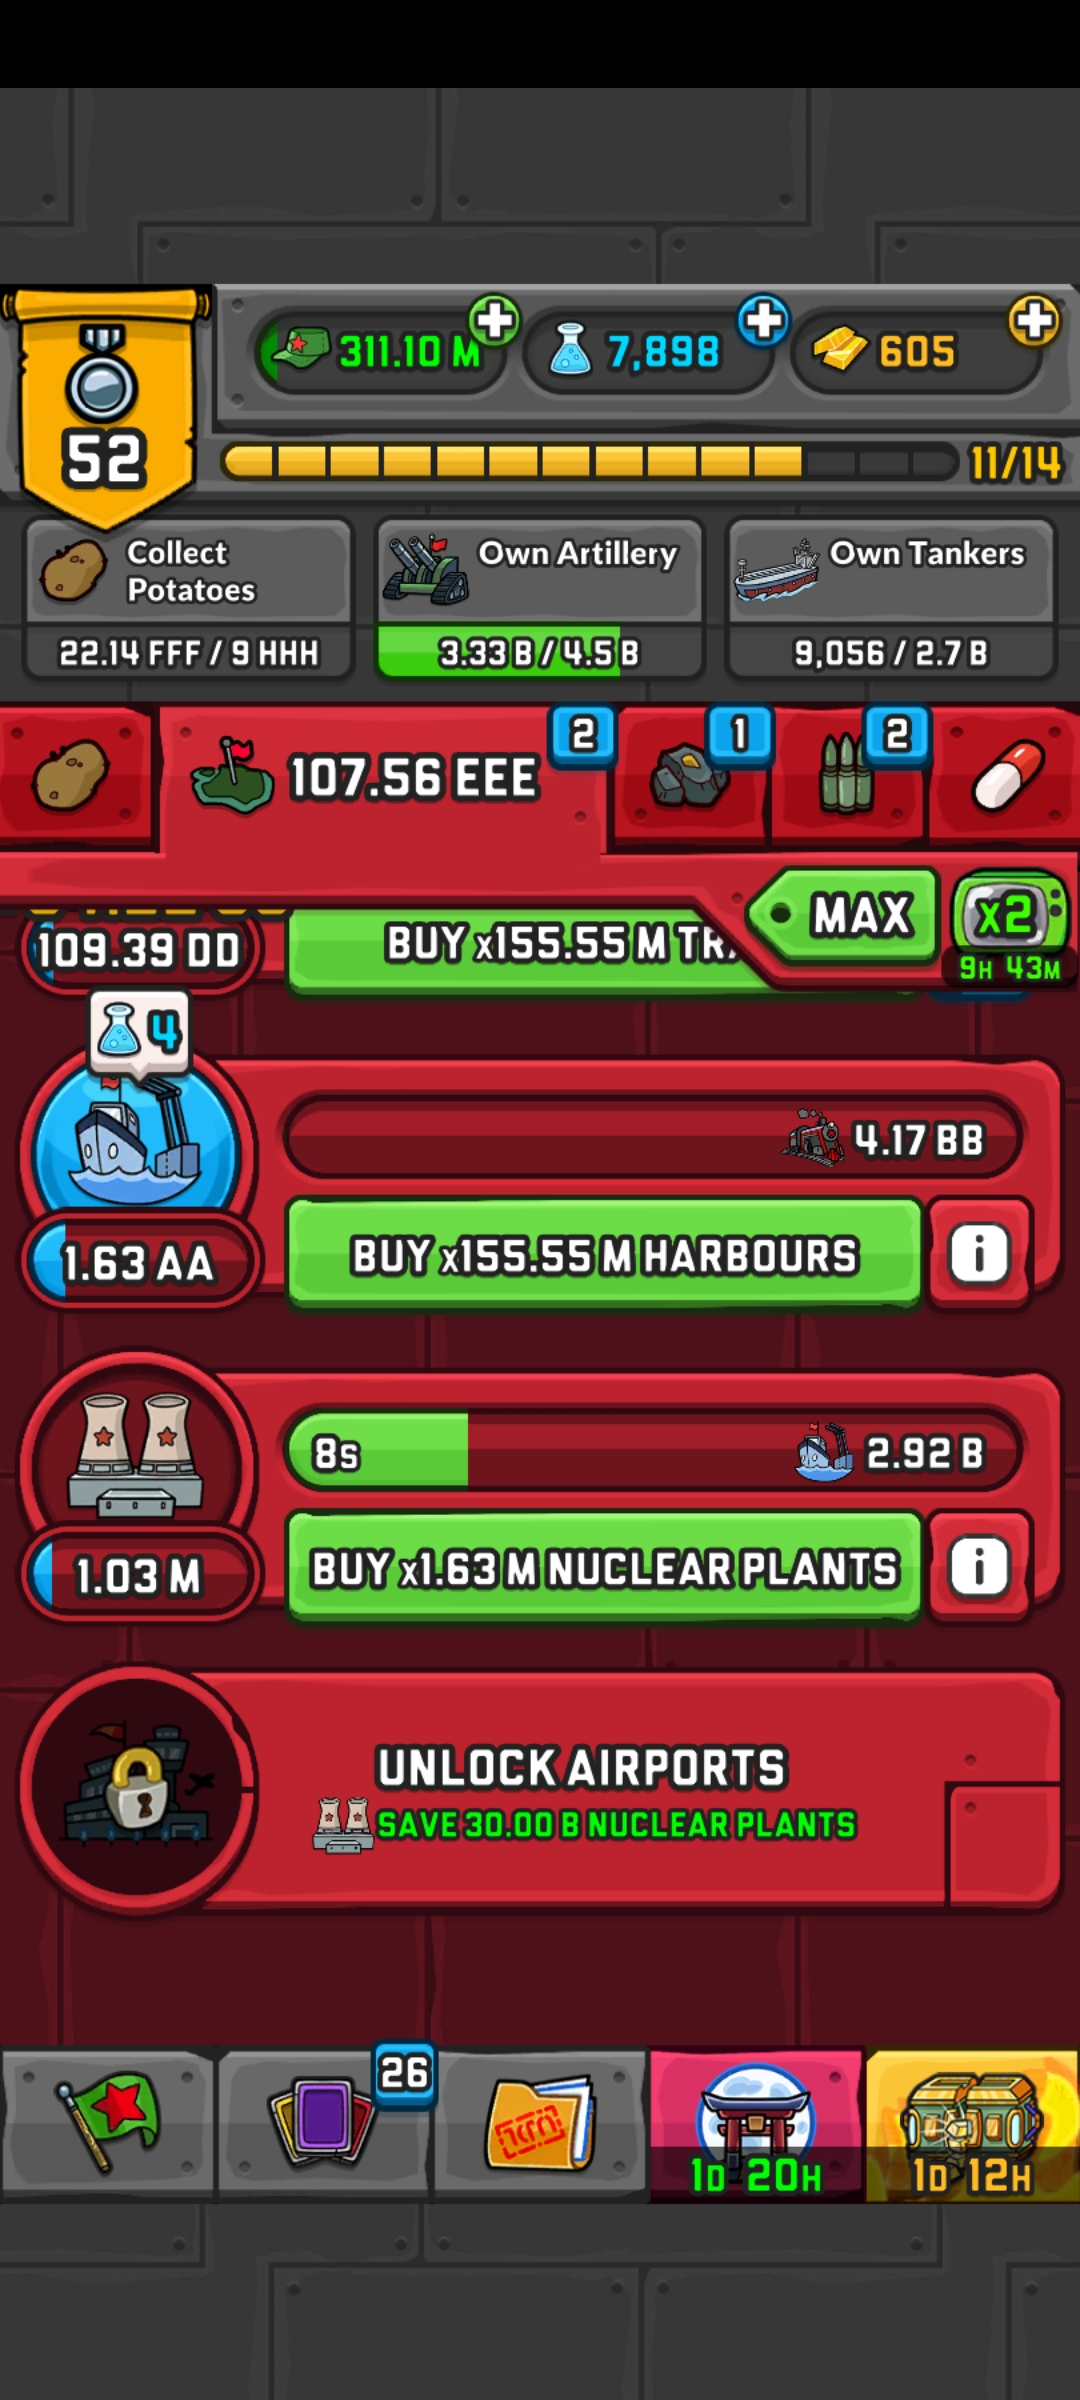 311.10 M
7,898
605
52
11/14
Collect
Potatoes
Own Artillery
Own Tankers
22.14 FFF / 9 HHH
3.33 B / 4.5 B
9,056 / 2.7 B
107.56 EEE
2
1
2
MAX
x2
9H 43M
109.39 DD
BUY x155.55 M
4
4.17 BB
1.63 AA
BUY x155.55 M HARBOURS
i
8s
2.92 B
1.03 M
BUY x1.63 M NUCLEAR PLANTS
i
UNLOCK AIRPORTS
SAVE 30.00 B NUCLEAR PLANTS
26
1D 20H
1D 12H